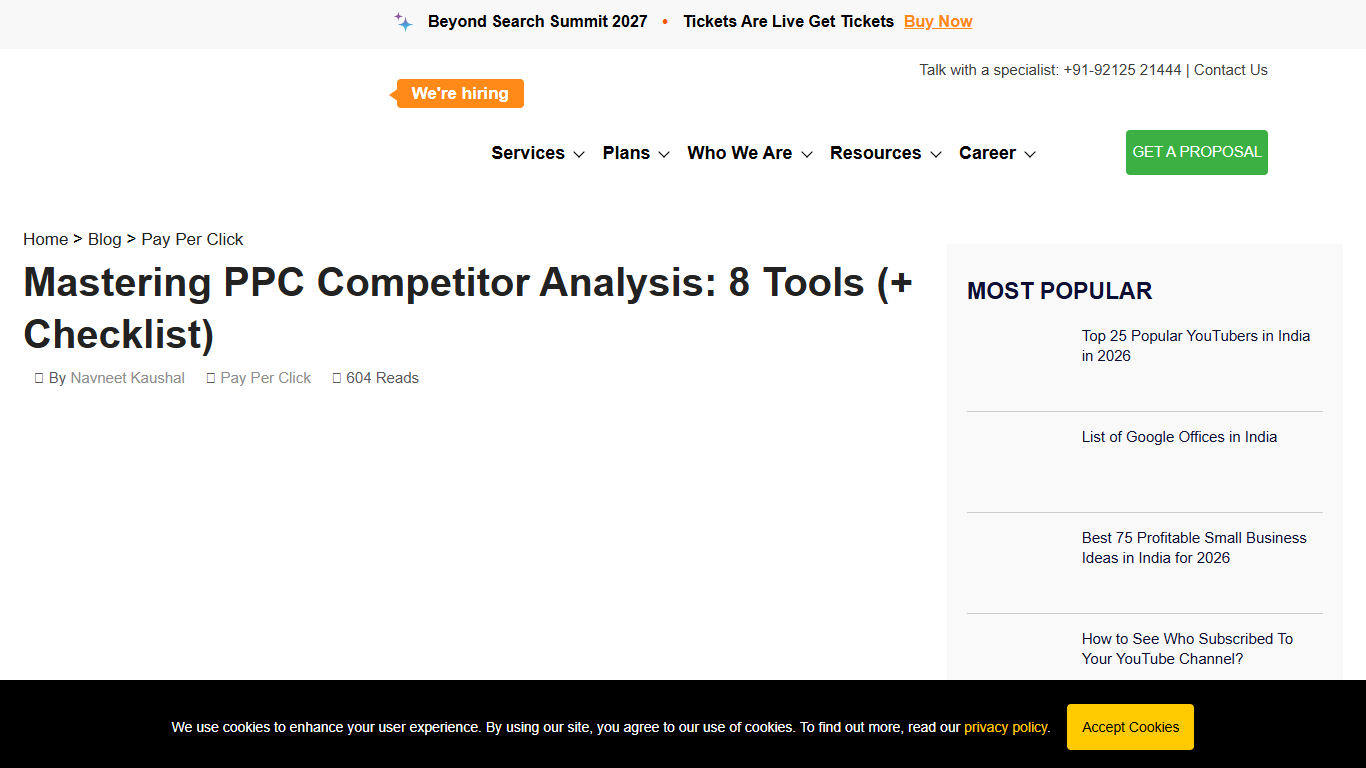 Beyond Search Summit 2027 • Tickets Are Live Get Tickets Buy Now
Talk with a specialist: +91-92125 21444 | Contact Us
We're hiring
Services Plans Who We Are Resources Career
GET A PROPOSAL
Home > Blog > Pay Per Click
Mastering PPC Competitor Analysis: 8 Tools (+
Checklist)
By Navneet Kaushal Pay Per Click 604 Reads
MOST POPULAR
Top 25 Popular YouTubers in India
in 2026
List of Google Offices in India
Best 75 Profitable Small Business
Ideas in India for 2026
How to See Who Subscribed To
Your YouTube Channel?
We use cookies to enhance your user experience. By using our site, you agree to our use of cookies. To find out more, read our privacy policy.
Accept Cookies